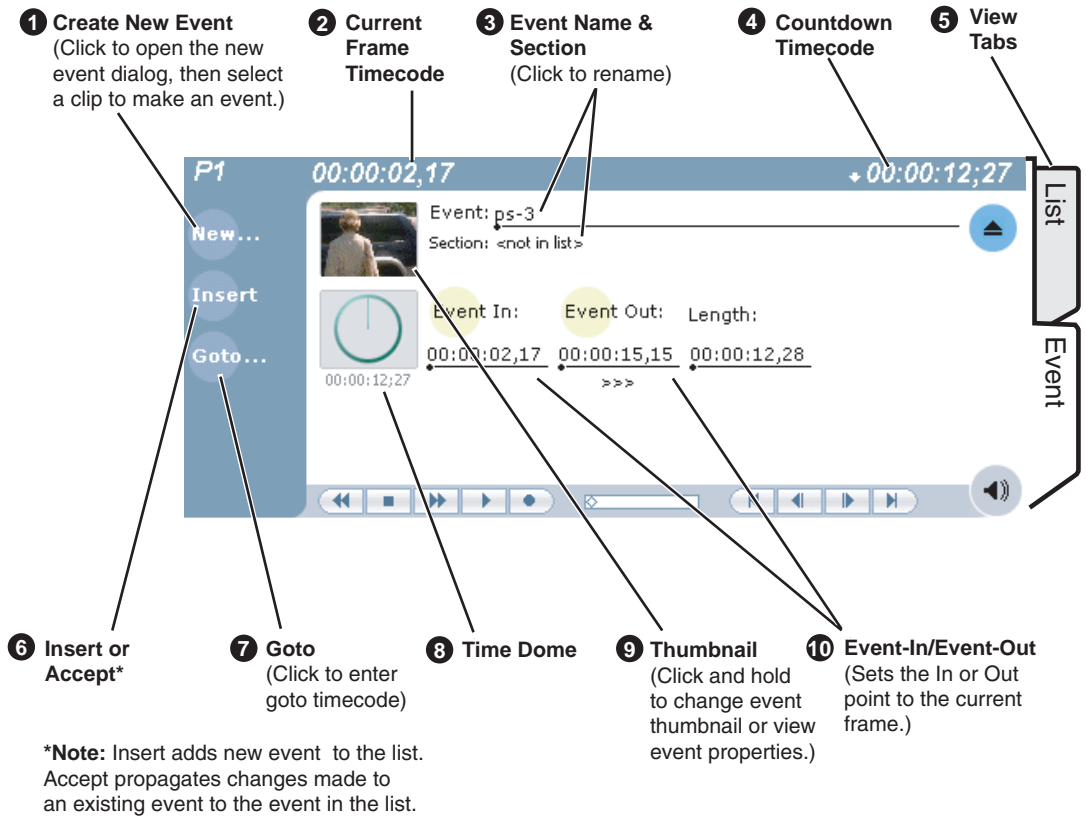 1 Create New Event
(Click to open the new
event dialog, then select
a clip to make an event.)
2 Current
Frame
Timecode
3 Event Name &
Section
(Click to rename)
4 Countdown
Timecode
5 View
Tabs
P1
00:00:02,17
00:00:12;27
List
Event
New...
Insert
Goto...
Event: ps-3
Section: <not in list>
Event In:
Event Out:
Length:
00:00:02,17
00:00:15,15
00:00:12,28
00:00:12;27
>>>
6 Insert or
Accept*
7 Goto
(Click to enter
goto timecode)
8 Time Dome
9 Thumbnail
(Click and hold
to change event
thumbnail or view
event properties.)
10 Event-In/Event-Out
(Sets the In or Out
point to the current
frame.)
*Note: Insert adds new event to the list.
Accept propagates changes made to
an existing event to the event in the list.